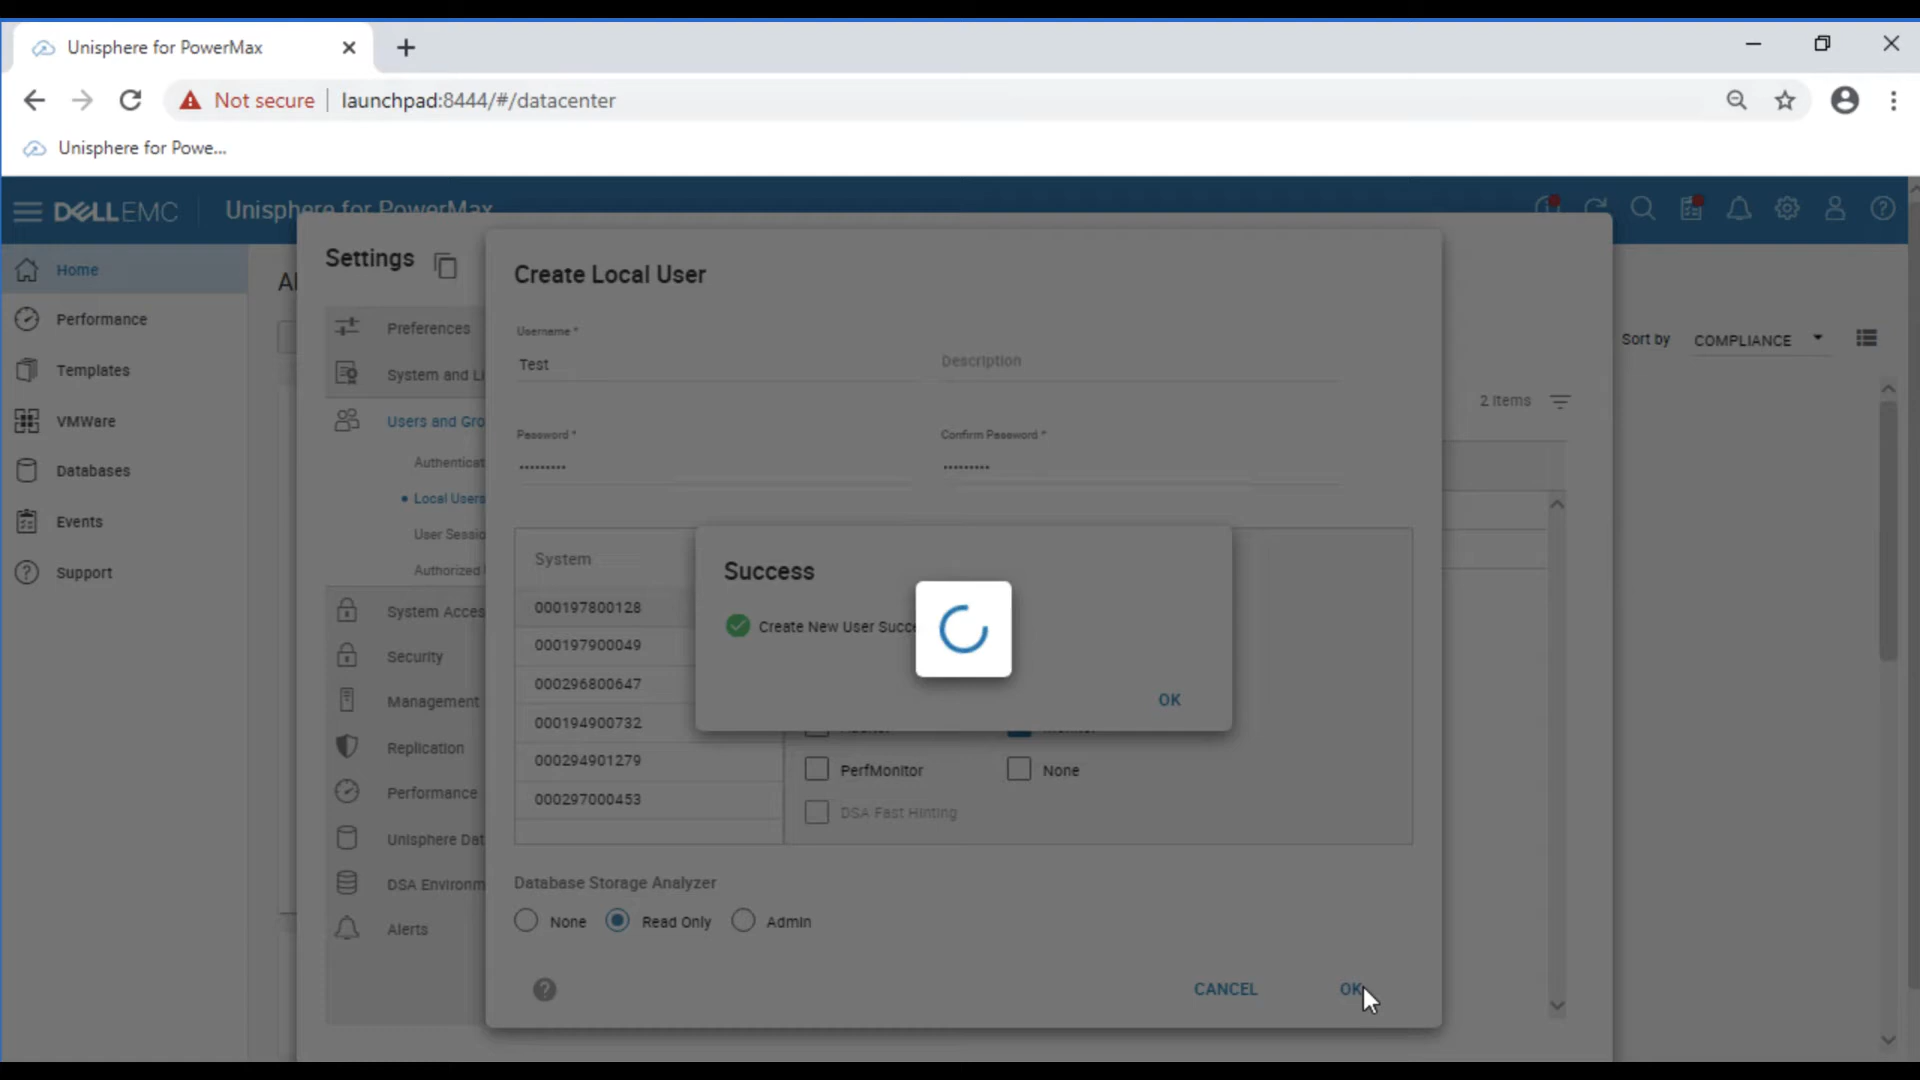 Unisphere for PowerMax
Not secure
launchpad:8444/#/datacenter
Unisphere for Powe...
DELLEMC
Unisphere for PowerMax
Home
Performance
Templates
VMWare
Databases
Events
Support
Al
Sort by
COMPLIANCE
2 Items
Settings
Preferences
System and Li
Users and Gro
Authenticat
Local Users
User Sessio
Authorized
System Acces
Security
Management
Replication
Performance
Unisphere Dat
DSA Environm
Alerts
Create Local User
Username *
Test
Description
Password *
•••••••••
Confirm Password *
•••••••••
System
000197800128
000197900049
000296800647
000194900732
000294901279
000297000453
Success
Create New User Succe
OK
PerfMonitor
None
DSA Fast Hinting
Database Storage Analyzer
None
Read Only
Admin
CANCEL
OK